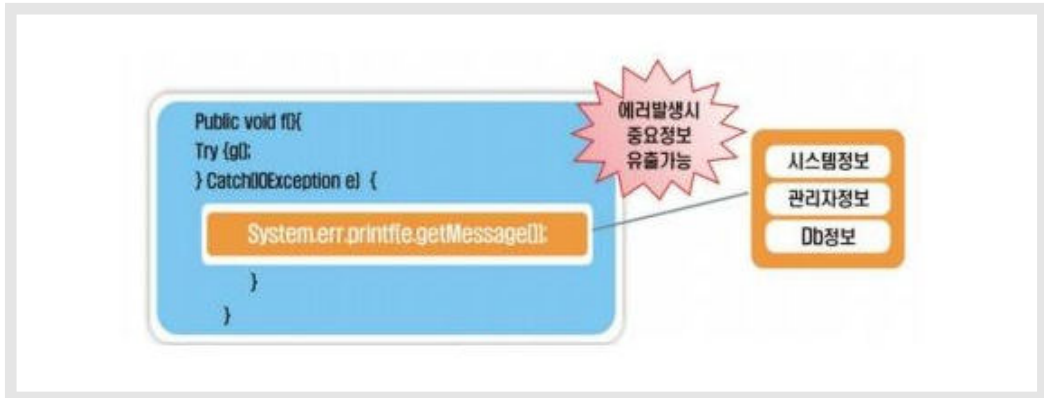 Public void f(){
Try {g();
} Catch(IOException e) {
System.err.printf(e.getMessage());
}
}
에러발생시
중요정보
유출가능
시스템정보
관리자정보
Db정보